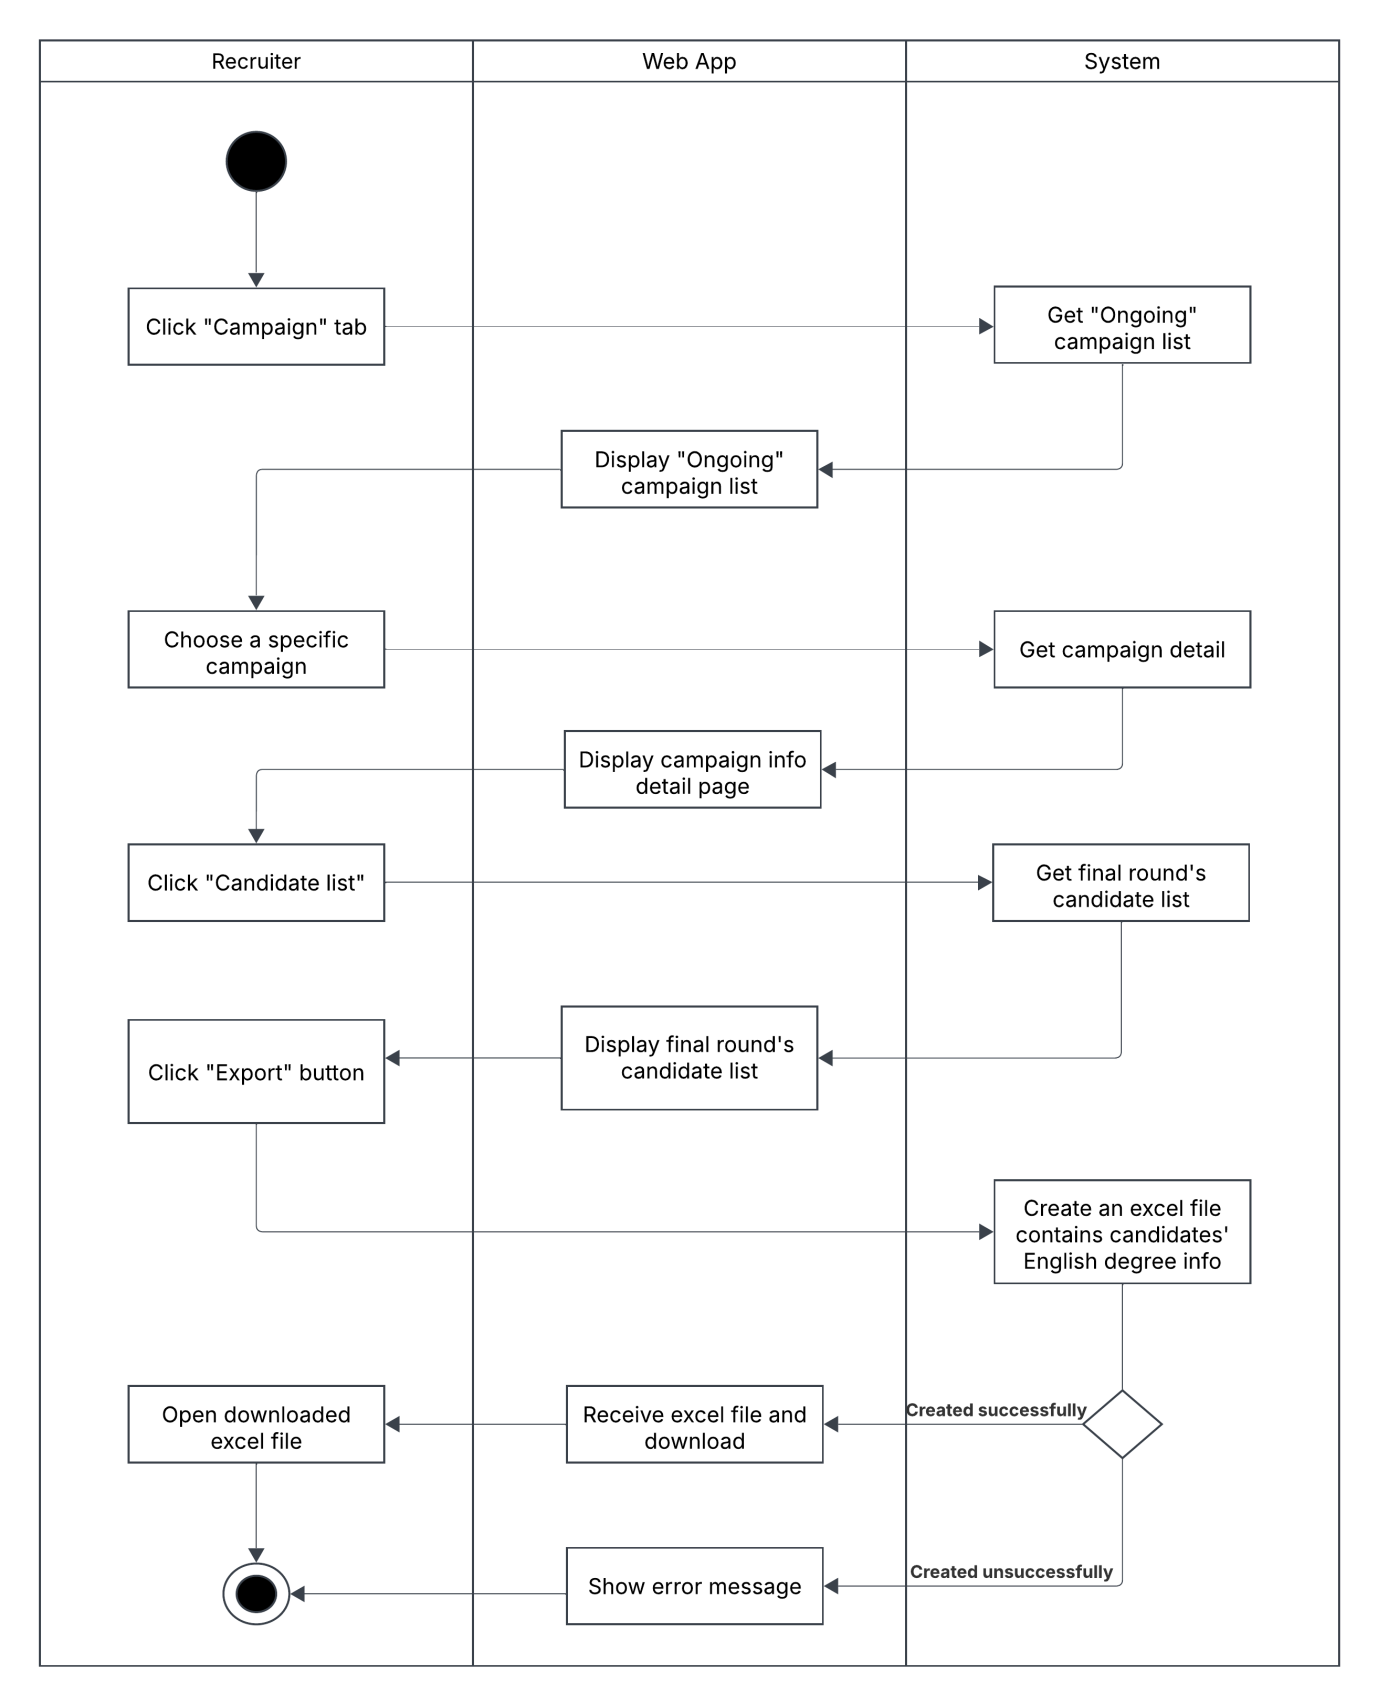 Recruiter
Web App
System
Click "Campaign" tab
Get "Ongoing"
campaign list
Display "Ongoing"
campaign list
Choose a specific
campaign
Get campaign detail
Display campaign info
detail page
Click "Candidate list"
Get final round's
candidate list
Display final round's
candidate list
Click "Export" button
Create an excel file
contains candidates'
English degree info
Created successfully
Receive excel file and
download
Open downloaded
excel file
Created unsuccessfully
Show error message